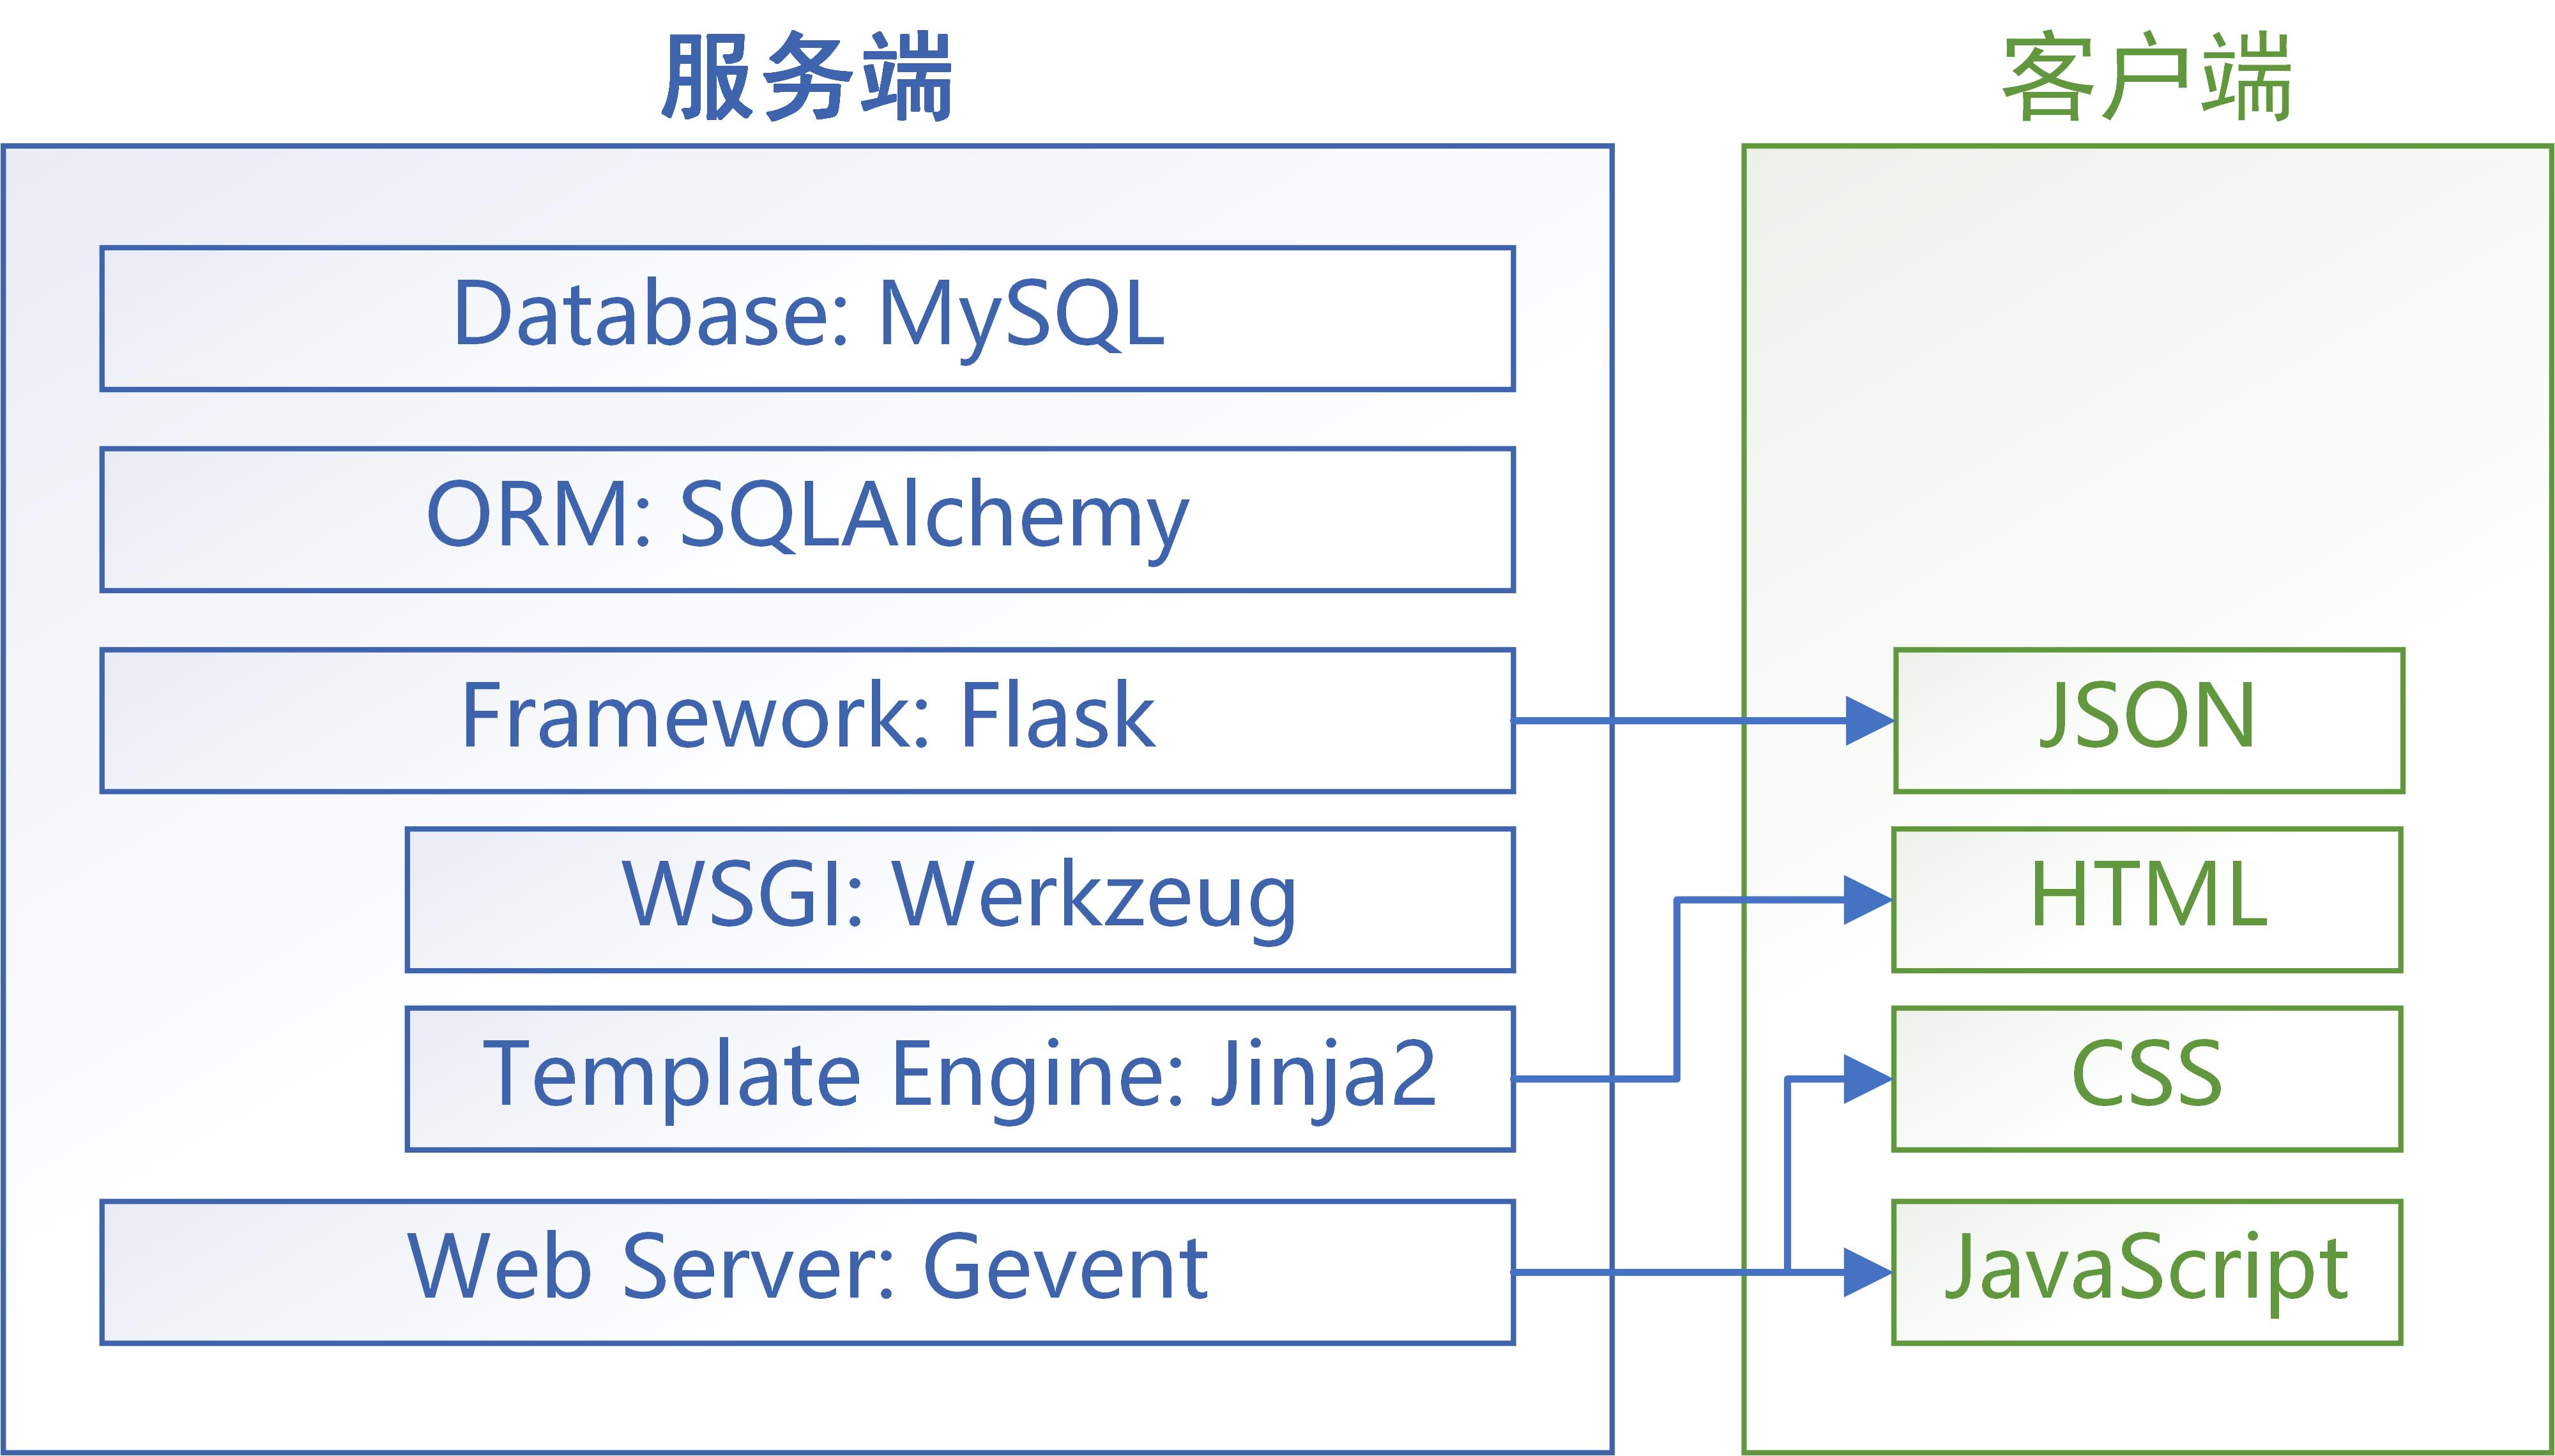 服务端
Database: MySQL
ORM: SQLAlchemy
Framework: Flask
WSGI: Werkzeug
Template Engine: Jinja2
Web Server: Gevent
客户端
JSON
HTML
CSS
JavaScript